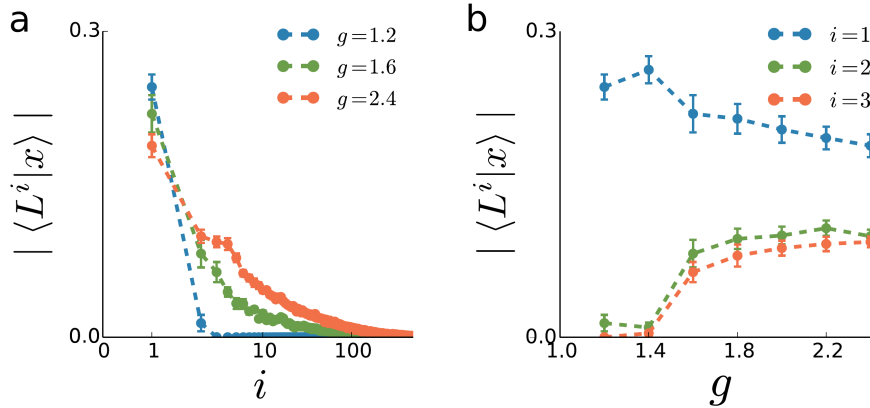 a
0.3
g=1.2
g=1.6
g=2.4
| ⟨L^i|x⟩ |
0.0
0 1 10 100
i
b
0.3
i=1
i=2
i=3
| ⟨L^i|x⟩ |
0.0
1.0 1.4 1.8 2.2
g